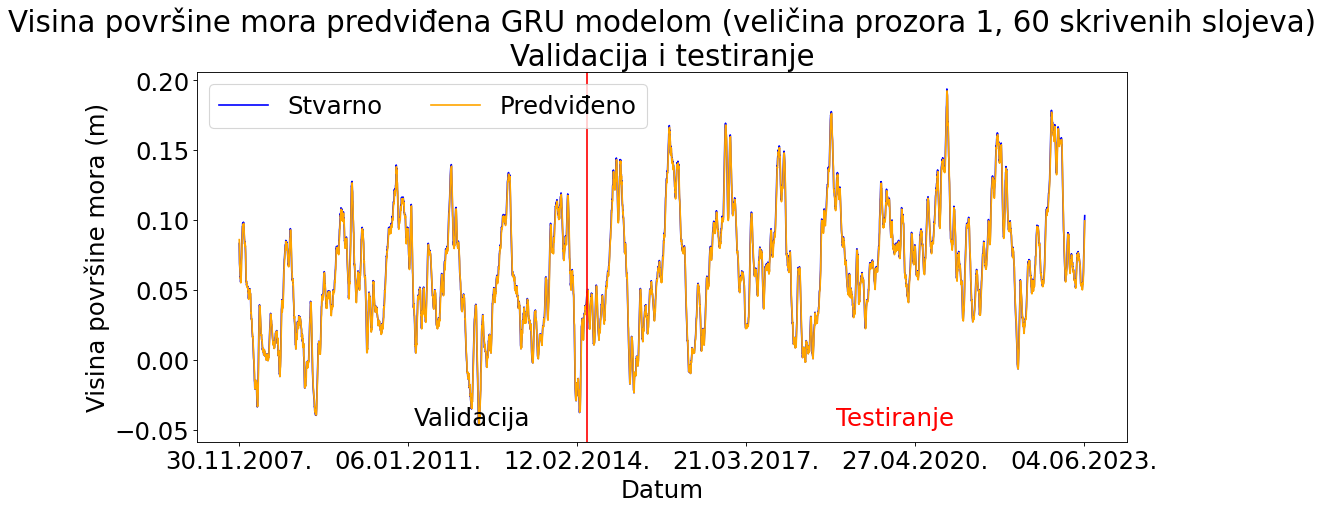 Visina površine mora predviđena GRU modelom (veličina prozora 1, 60 skrivenih slojeva)
Validacija i testiranje
Stvarno Predviđeno
Visina površine mora (m)
0.20
0.15
0.10
0.05
0.00
−0.05
Validacija Testiranje
30.11.2007. 06.01.2011. 12.02.2014. 21.03.2017. 27.04.2020. 04.06.2023.
Datum